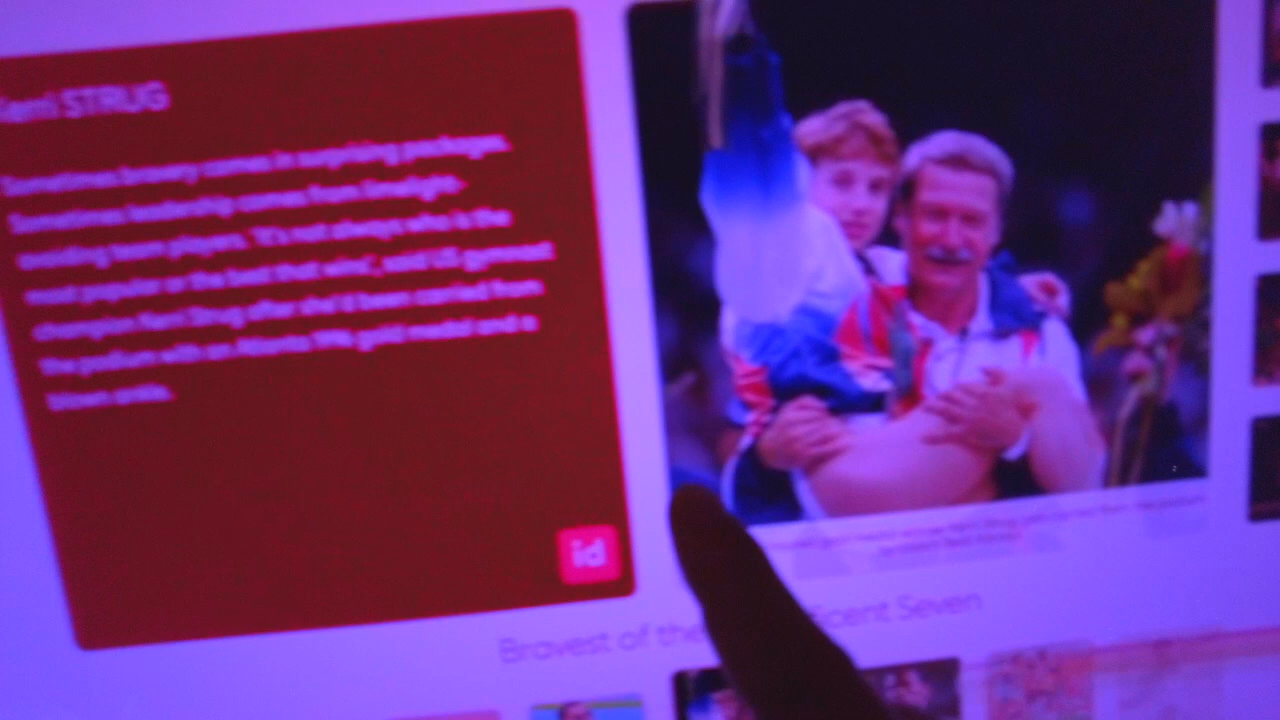 Kerri STRUG
Sometimes bravery comes in surprising packages.
Sometimes leadership comes from limelight-
avoiding team players. 'It's not always who is the
most popular or the best that wins', said US gymnast
champion Kerri Strug after she'd been carried from
the podium with an Atlanta 1996 gold medal and a
blown ankle.
id
Bravest of the ficent Seven